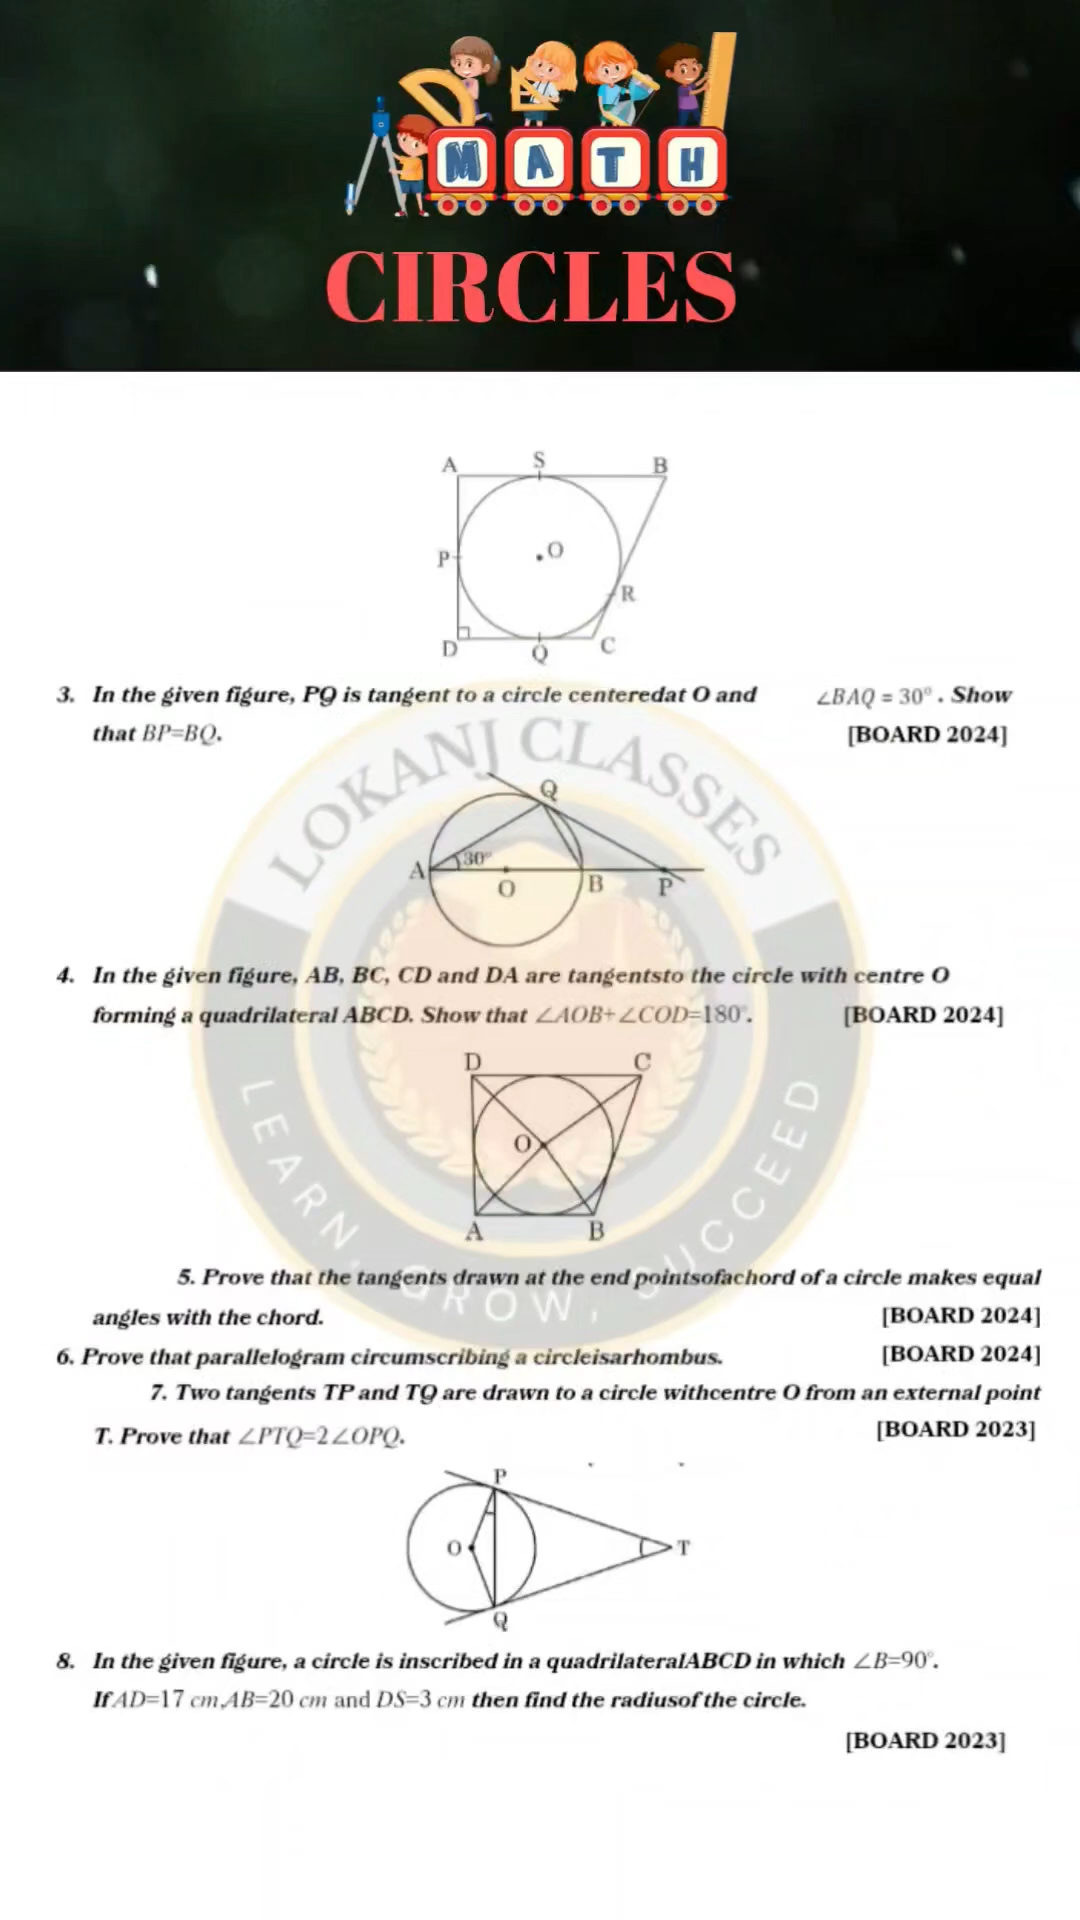 MATH
CIRCLES
A S B
P .O
R
D Q C
3. In the given figure, PQ is tangent to a circle centeredat O and ∠BAQ = 30° . Show
that BP=BQ. [BOARD 2024]
LOKANJ CLASSES
Q
30°
A O B P
4. In the given figure, AB, BC, CD and DA are tangentsto the circle with centre O
forming a quadrilateral ABCD. Show that ∠AOB+∠COD=180°. [BOARD 2024]
D C
O
A B
LEARN, GROW, SUCCEED
5. Prove that the tangents drawn at the end pointsofachord of a circle makes equal
angles with the chord. [BOARD 2024]
6. Prove that parallelogram circumscribing a circleisarhombus. [BOARD 2024]
7. Two tangents TP and TQ are drawn to a circle withcentre O from an external point
T. Prove that ∠PTQ=2∠OPQ. [BOARD 2023]
P
O T
Q
8. In the given figure, a circle is inscribed in a quadrilateralABCD in which ∠B=90°.
If AD=17 cm,AB=20 cm and DS=3 cm then find the radiusof the circle.
[BOARD 2023]